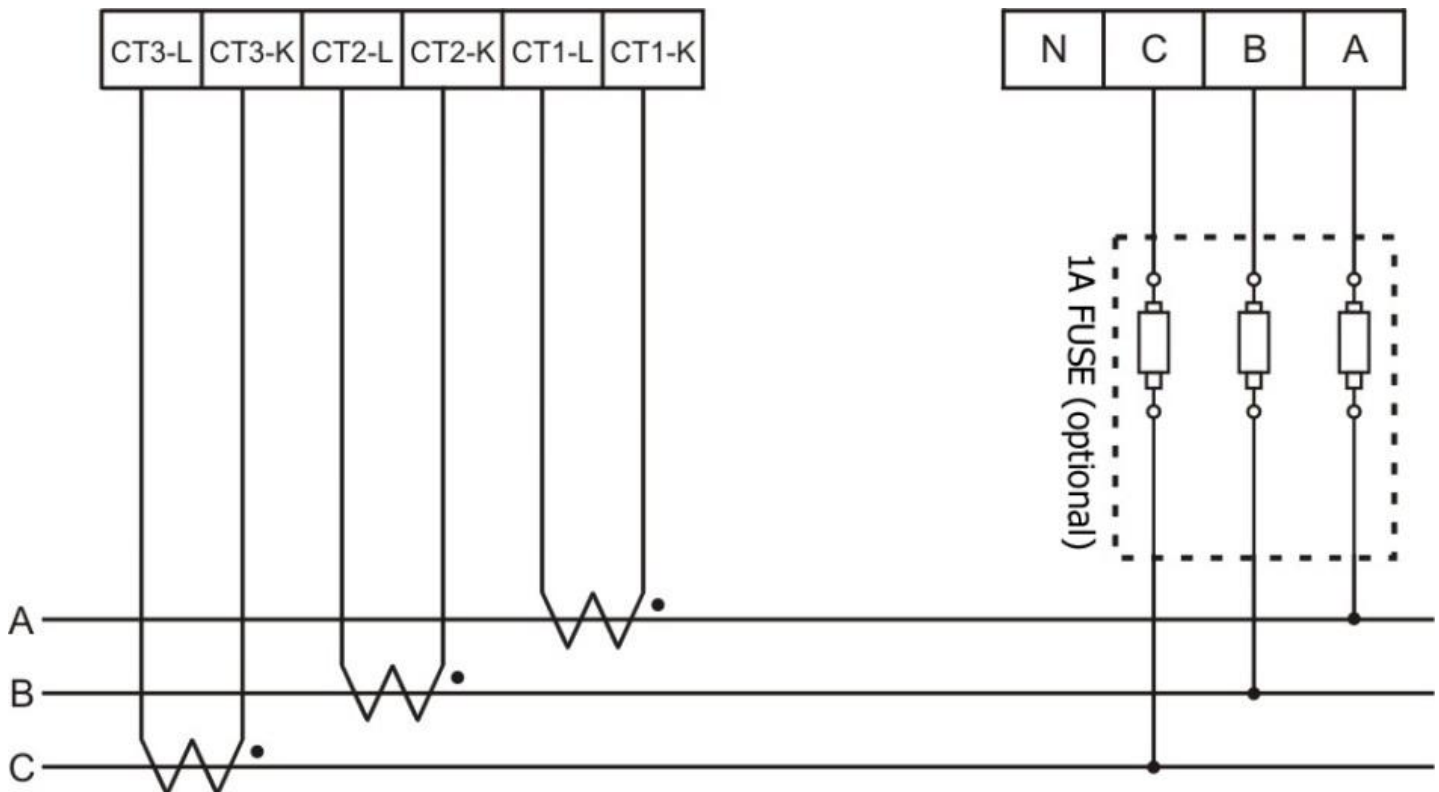 CT3-L CT3-K CT2-L CT2-K CT1-L CT1-K
N C B A
1A FUSE (optional)
A
B
C